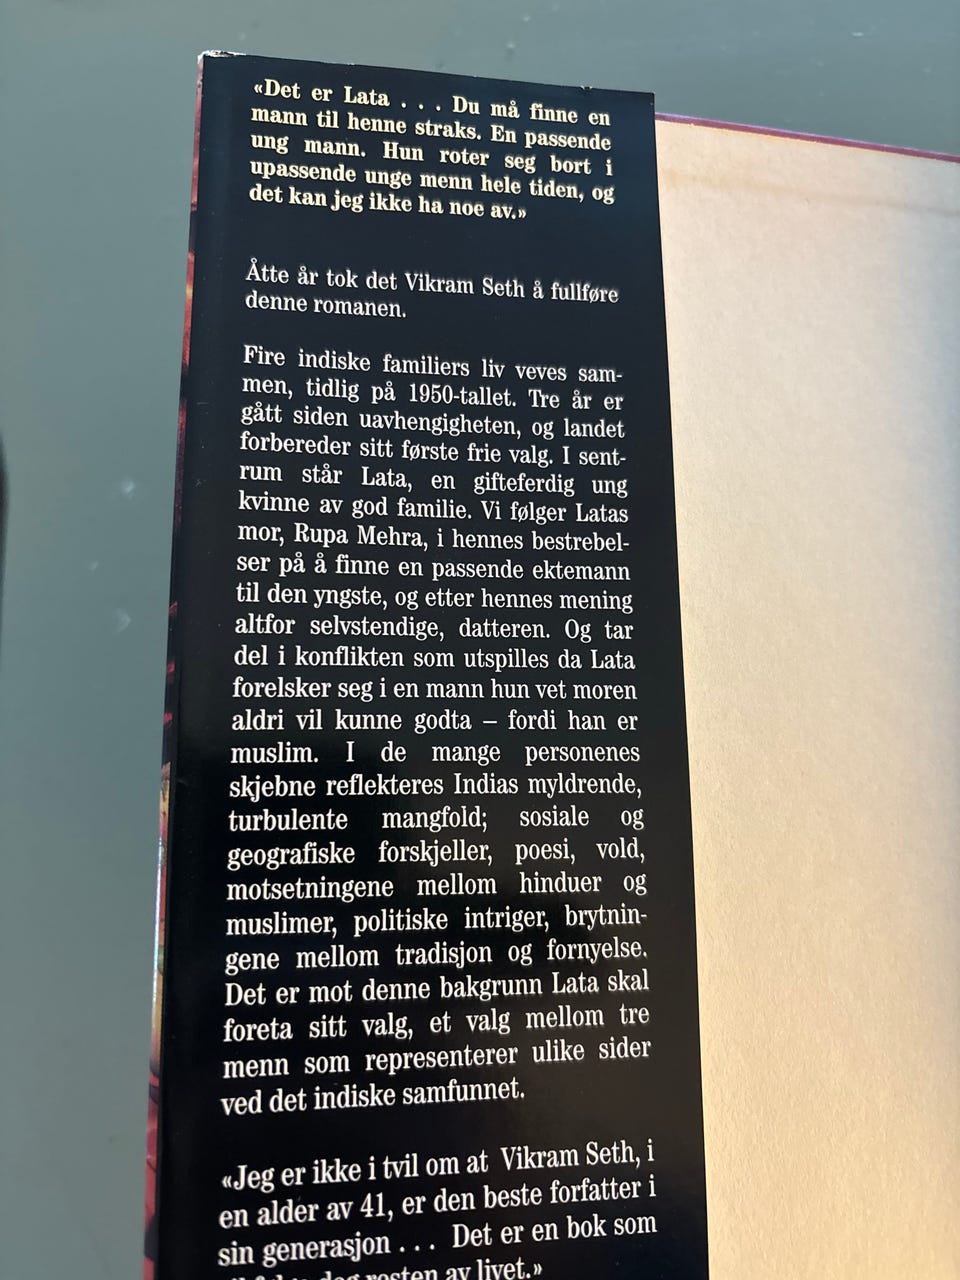 «Det er Lata . . . Du må finne en
mann til henne straks. En passende
ung mann. Hun roter seg bort i
upassende unge menn hele tiden, og
det kan jeg ikke ha noe av.»
Åtte år tok det Vikram Seth å fullføre
denne romanen.
Fire indiske familiers liv veves sam-
men, tidlig på 1950-tallet. Tre år er
gått siden uavhengigheten, og landet
forbereder sitt første frie valg. I sent-
rum står Lata, en gifteferdig ung
kvinne av god familie. Vi følger Latas
mor, Rupa Mehra, i hennes bestrebel-
ser på å finne en passende ektemann
til den yngste, og etter hennes mening
altfor selvstendige, datteren. Og tar
del i konflikten som utspilles da Lata
forelsker seg i en mann hun vet moren
aldri vil kunne godta – fordi han er
muslim. I de mange personenes
skjebne reflekteres Indias myldrende,
turbulente mangfold; sosiale og
geografiske forskjeller, poesi, vold,
motsetningene mellom hinduer og
muslimer, politiske intriger, brytnin-
gene mellom tradisjon og fornyelse.
Det er mot denne bakgrunn Lata skal
foreta sitt valg, et valg mellom tre
menn som representerer ulike sider
ved det indiske samfunnet.
«Jeg er ikke i tvil om at Vikram Seth, i
en alder av 41, er den beste forfatter i
sin generasjon . . . Det er en bok som
resten av livet.»